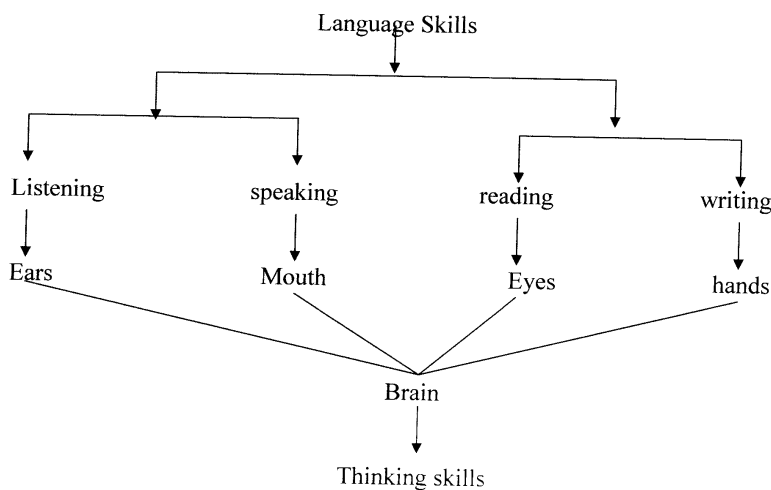 Language Skills
Listening speaking reading writing
Ears Mouth Eyes hands
Brain
Thinking skills